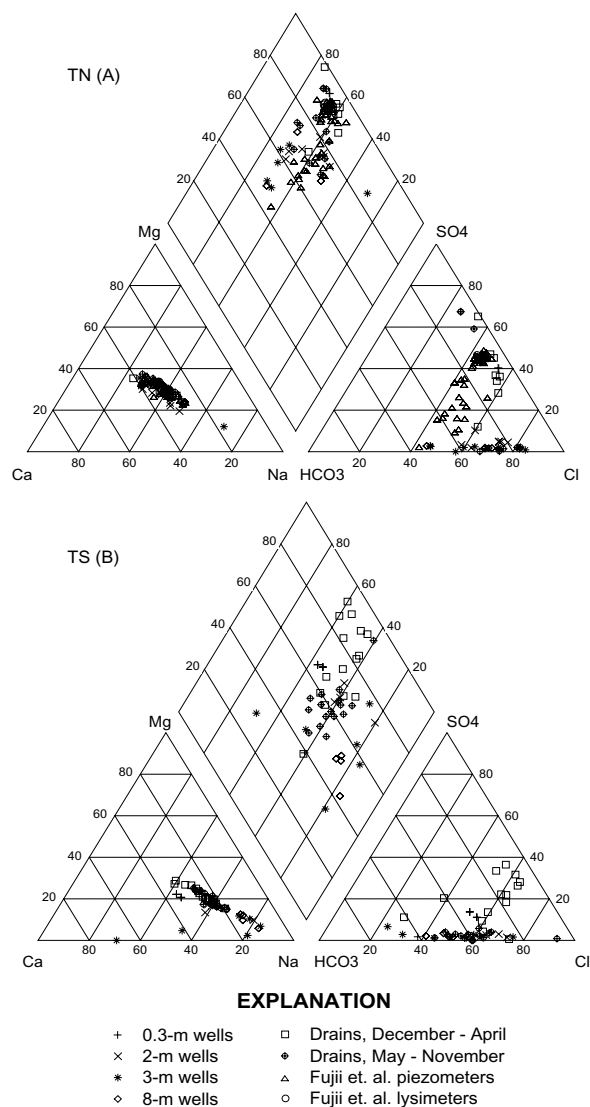 TN (A)
80
80
60
60
40
40
20
20
Mg
SO4
80
80
60
60
40
40
20
20
Ca
80
60
40
20
Na
HCO3
20
40
60
80
Cl
TS (B)
80
80
60
60
40
40
20
20
Mg
SO4
80
80
60
60
40
40
20
20
Ca
80
60
40
20
Na
HCO3
20
40
60
80
Cl
EXPLANATION
0.3-m wells
2-m wells
3-m wells
8-m wells
Drains, December - April
Drains, May - November
Fujii et. al. piezometers
Fujii et. al. lysimeters